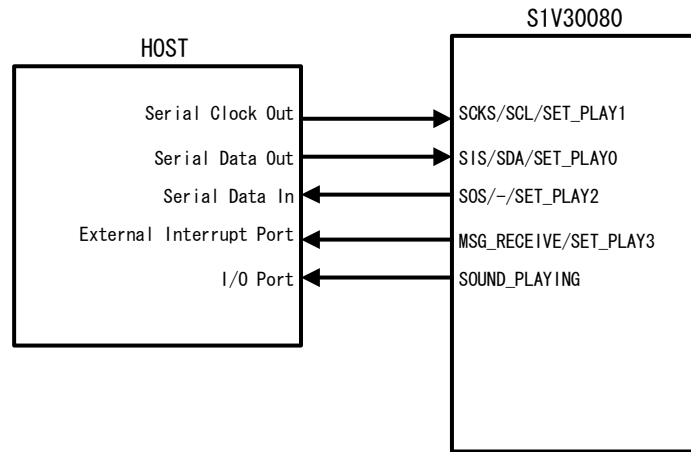 S1V30080
HOST
Serial Clock Out
SCKS/SCL/SET_PLAY1
Serial Data Out
SIS/SDA/SET_PLAY0
Serial Data In
SOS/-/SET_PLAY2
External Interrupt Port
MSG_RECEIVE/SET_PLAY3
I/O Port
SOUND_PLAYING